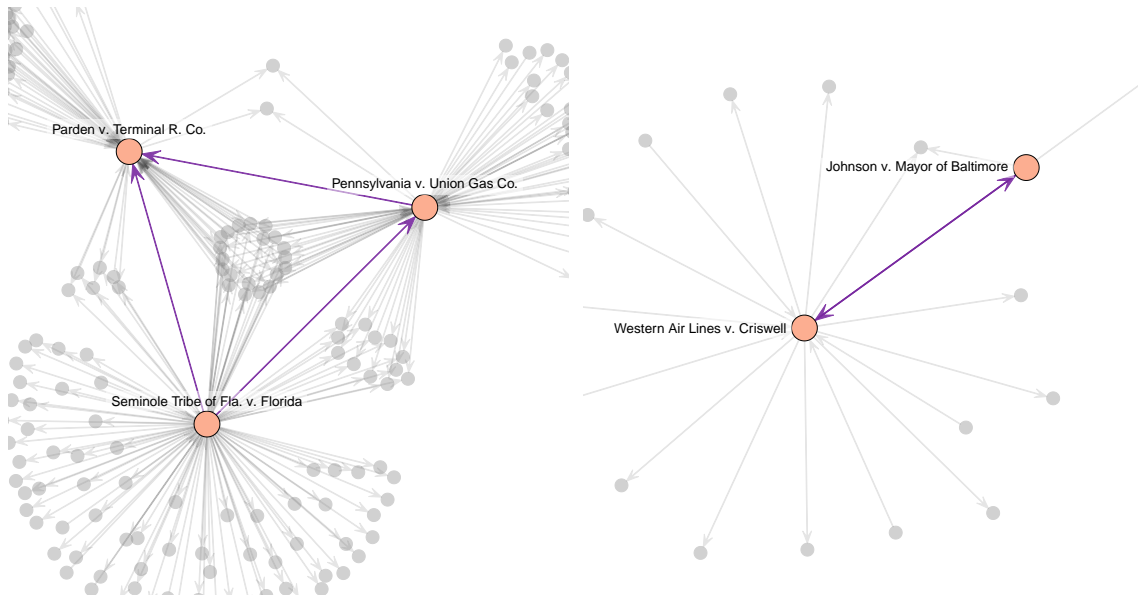 Parden v. Terminal R. Co.
Pennsylvania v. Union Gas Co.
Seminole Tribe of Fla. v. Florida
Johnson v. Mayor of Baltimore
Western Air Lines v. Criswell